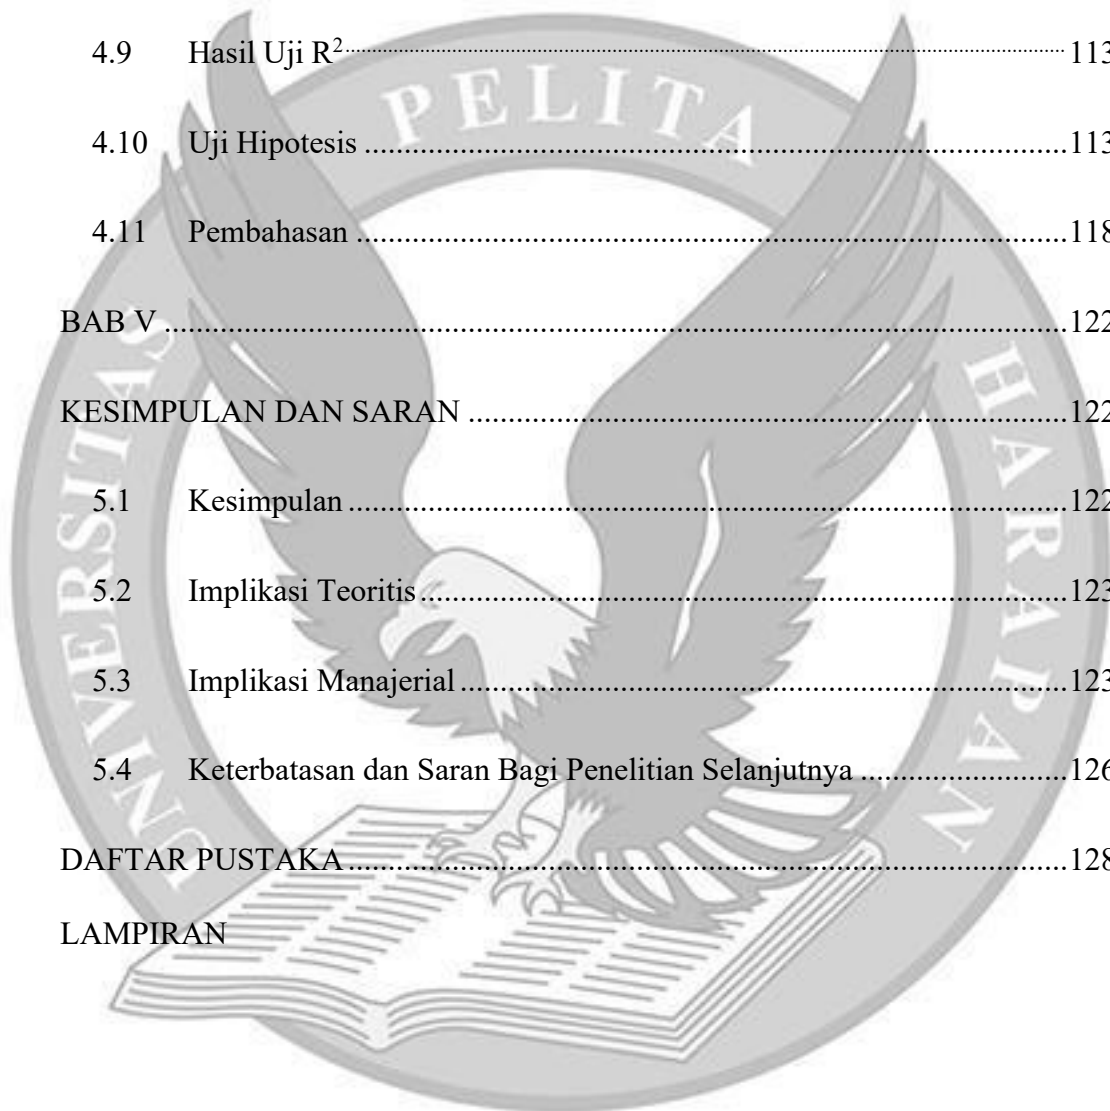 4.9 Hasil Uji R² 113
4.10 Uji Hipotesis 113
4.11 Pembahasan 118
BAB V 122
KESIMPULAN DAN SARAN 122
5.1 Kesimpulan 122
5.2 Implikasi Teoritis 123
5.3 Implikasi Manajerial 123
5.4 Keterbatasan dan Saran Bagi Penelitian Selanjutnya 126
DAFTAR PUSTAKA 128
LAMPIRAN
UNIVERSITAS PELITA HARAPAN